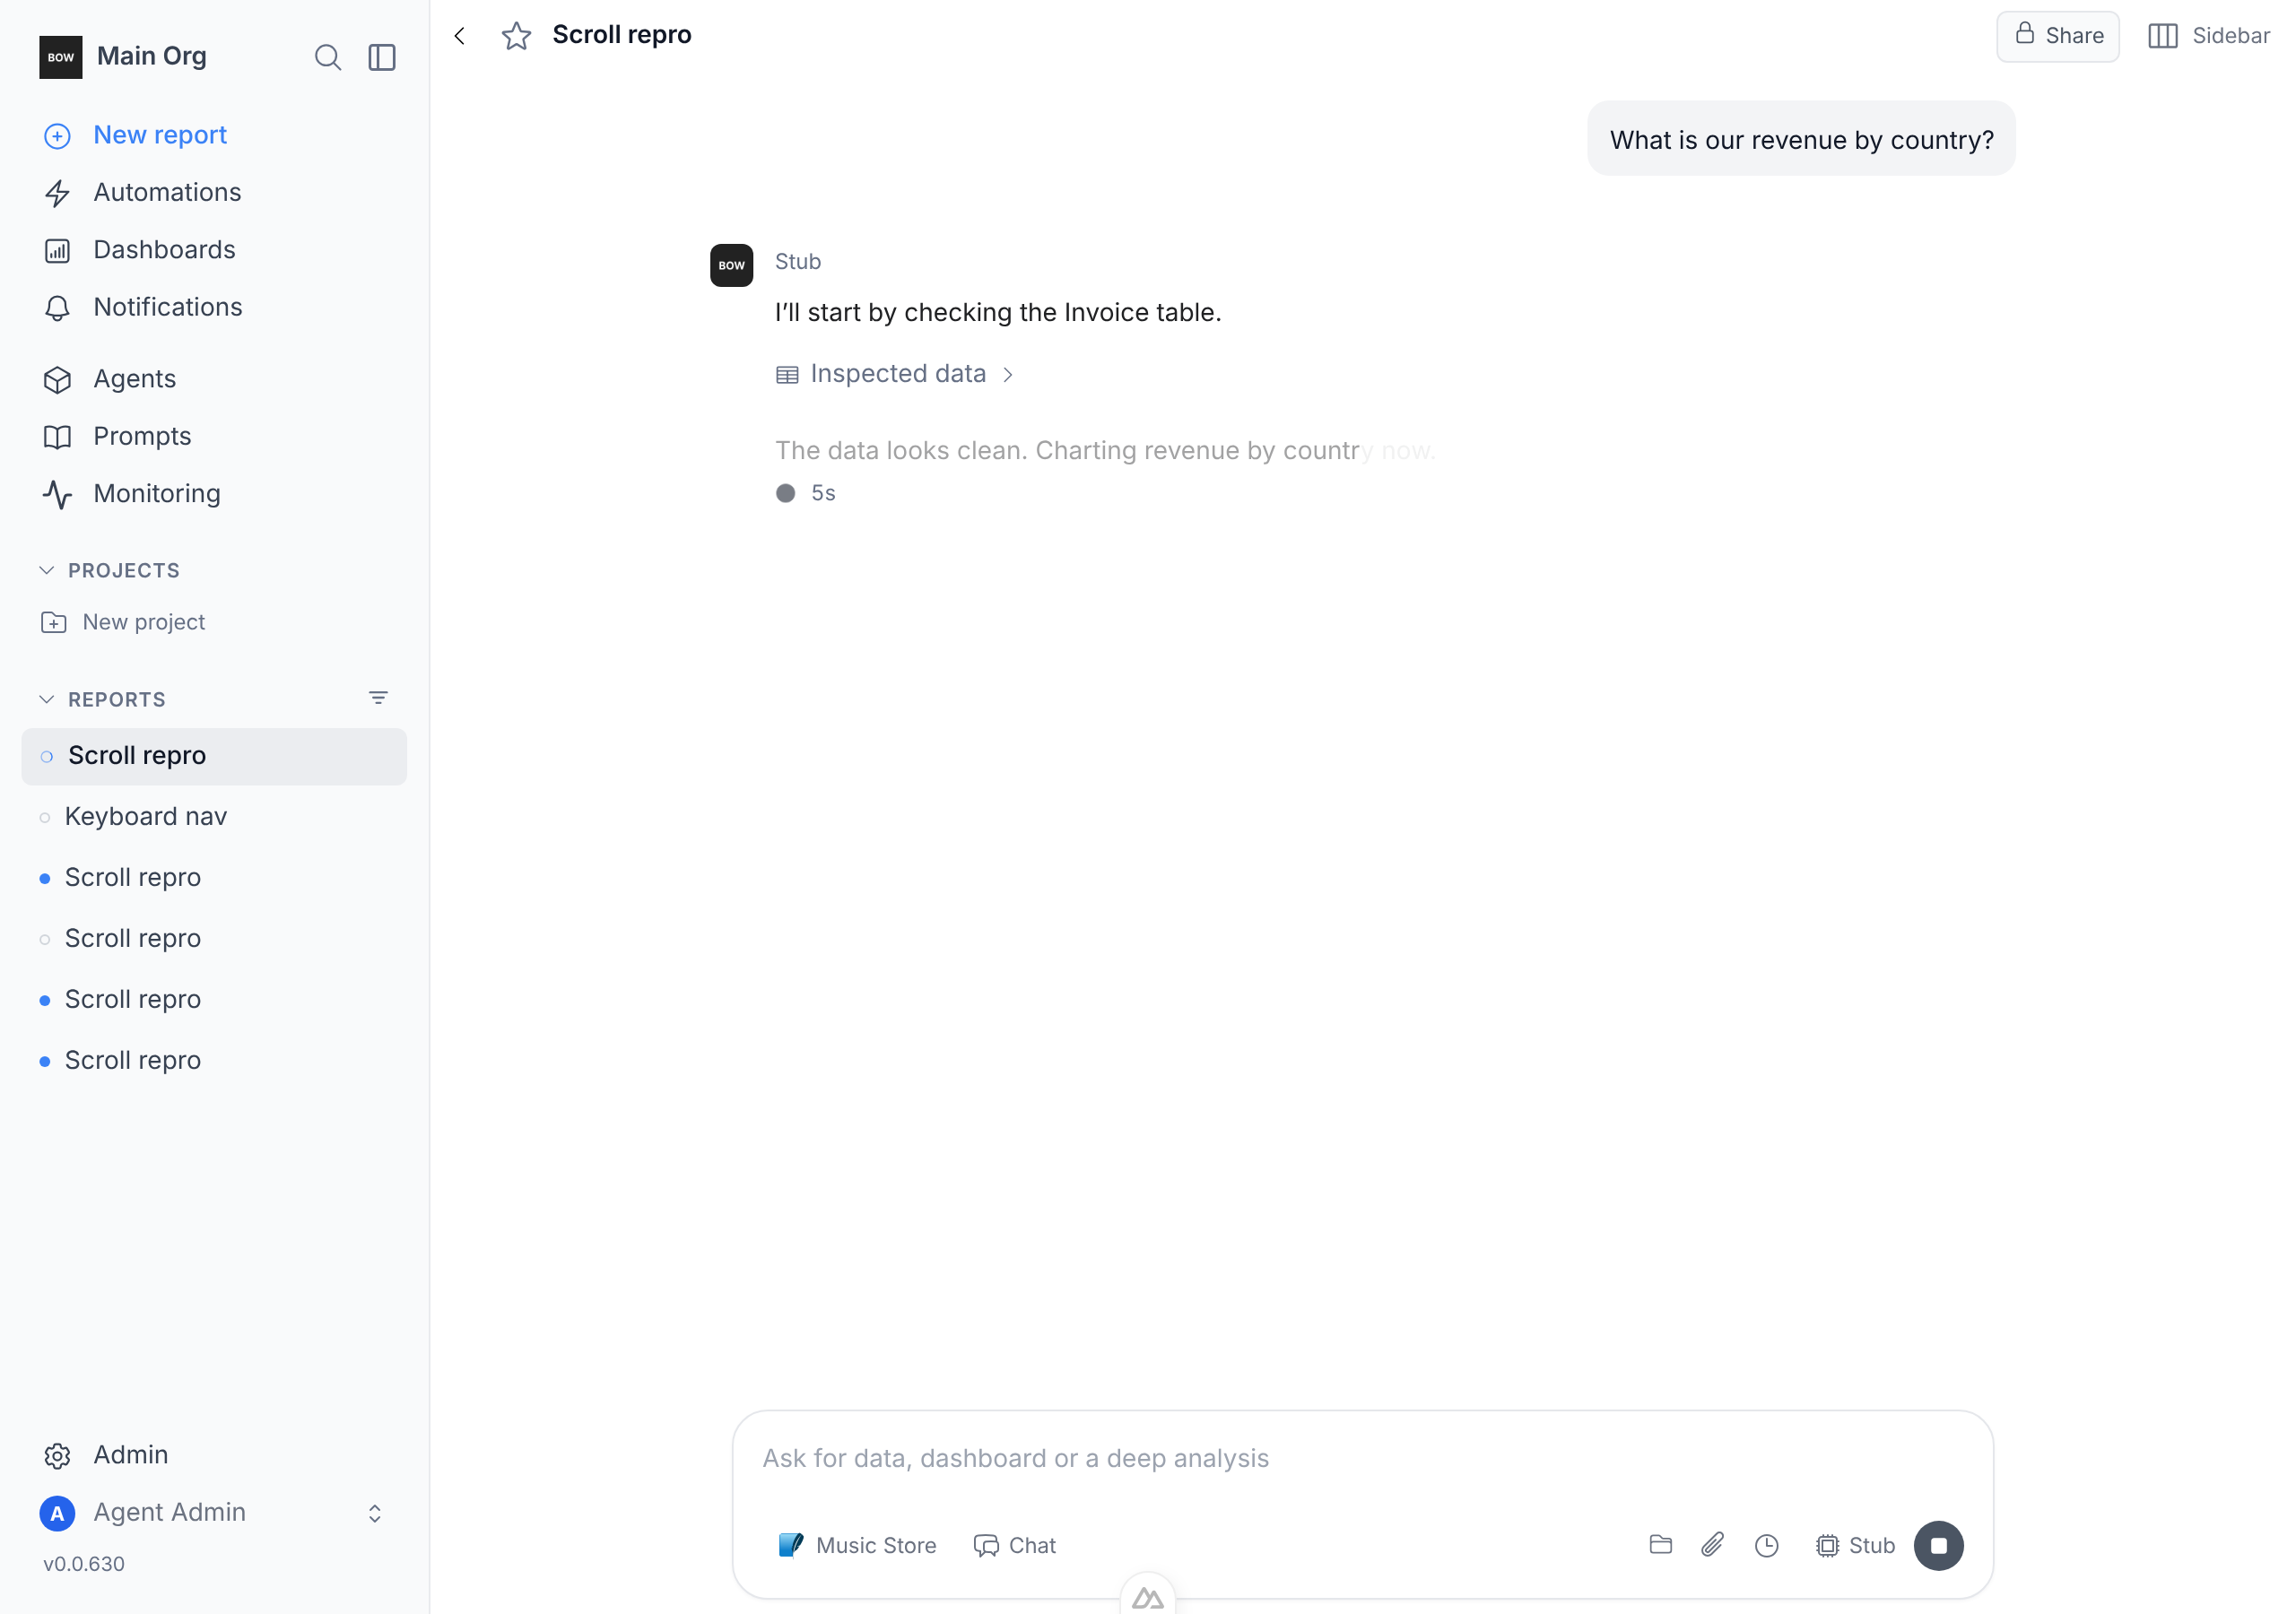 BOW Main Org
New report
Automations
Dashboards
Notifications
Agents
Prompts
Monitoring
PROJECTS
New project
REPORTS
Scroll repro
Keyboard nav
Scroll repro
Scroll repro
Scroll repro
Scroll repro
Admin
A Agent Admin
v0.0.630
Scroll repro
Share
Sidebar
What is our revenue by country?
BOW Stub
I’ll start by checking the Invoice table.
Inspected data
The data looks clean. Charting revenue by country now.
5s
Ask for data, dashboard or a deep analysis
Music Store
Chat
Stub